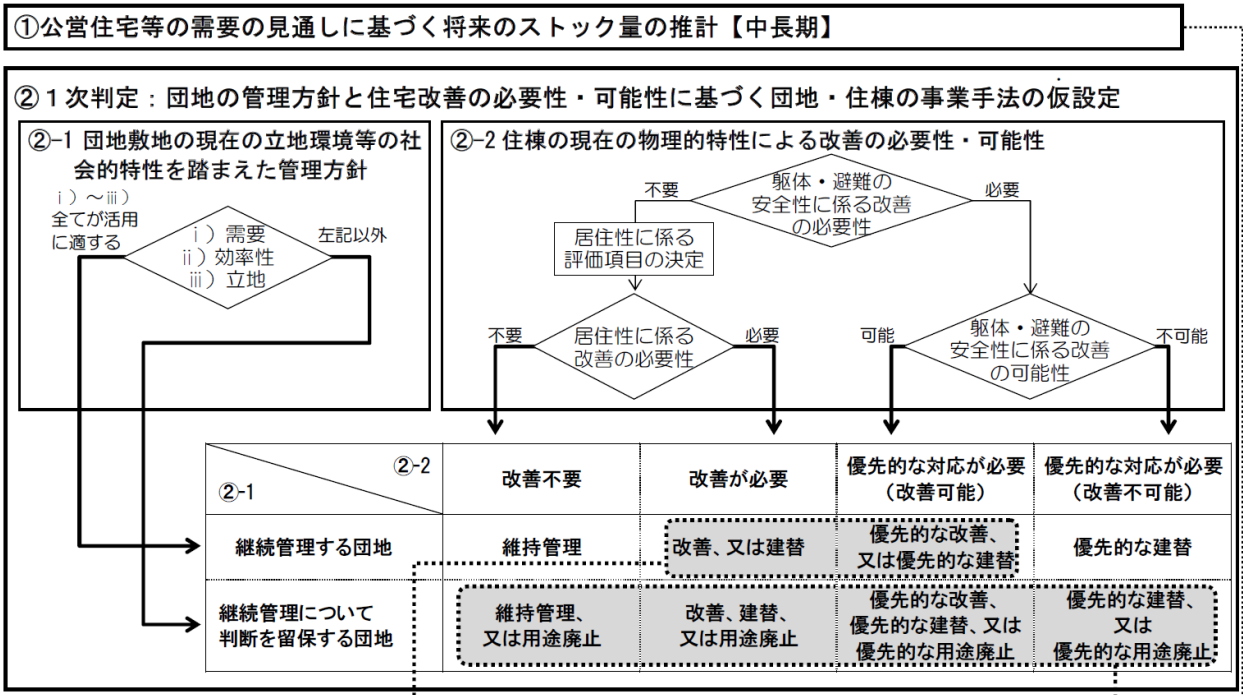 ①公営住宅等の需要の見通しに基づく将来のストック量の推計【中長期】
②１次判定：団地の管理方針と住宅改善の必要性・可能性に基づく団地・住棟の事業手法の仮設定
②-1 団地敷地の現在の立地環境等の社
会的特性を踏まえた管理方針
ⅰ）～ⅲ）
全てが活用
に適する
ⅰ）需要
ⅱ）効率性
ⅲ）立地
左記以外
②-2 住棟の現在の物理的特性による改善の必要性・可能性
不要
躯体・避難の
安全性に係る改善
の必要性
必要
居住性に係る
評価項目の決定
不要
居住性に係る
改善の必要性
必要
可能
躯体・避難の
安全性に係る改善
の可能性
不可能
②-2
②-1
改善不要
改善が必要
優先的な対応が必要
（改善可能）
優先的な対応が必要
（改善不可能）
継続管理する団地
維持管理
改善、又は建替
優先的な改善、
又は優先的な建替
優先的な建替
継続管理について
判断を留保する団地
維持管理、
又は用途廃止
改善、建替、
又は用途廃止
優先的な改善、
優先的な建替、又は
優先的な用途廃止
優先的な建替、
又は
優先的な用途廃止